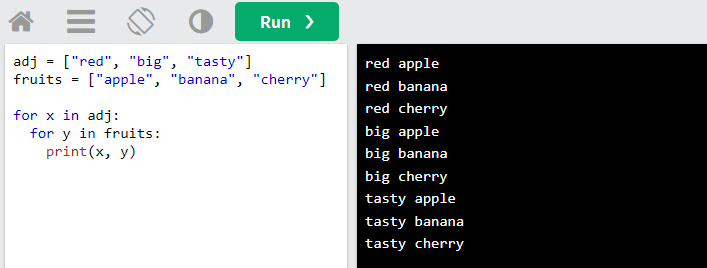 Run ❯
adj = ["red", "big", "tasty"]
fruits = ["apple", "banana", "cherry"]
for x in adj:
  for y in fruits:
    print(x, y)
red apple
red banana
red cherry
big apple
big banana
big cherry
tasty apple
tasty banana
tasty cherry